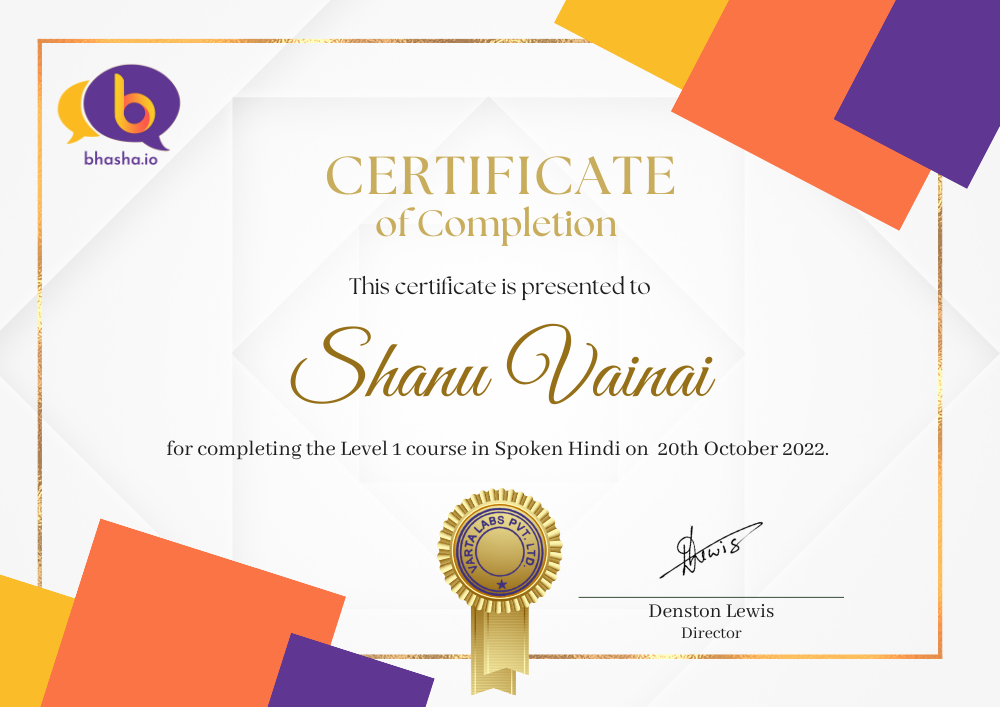 b
bhasha.io
CERTIFICATE
of Completion
This certificate is presented to
Shanu Vainai
for completing the Level 1 course in Spoken Hindi on 20th October 2022.
VARTA LABS PVT. LTD.
DLewis
Denston Lewis
Director